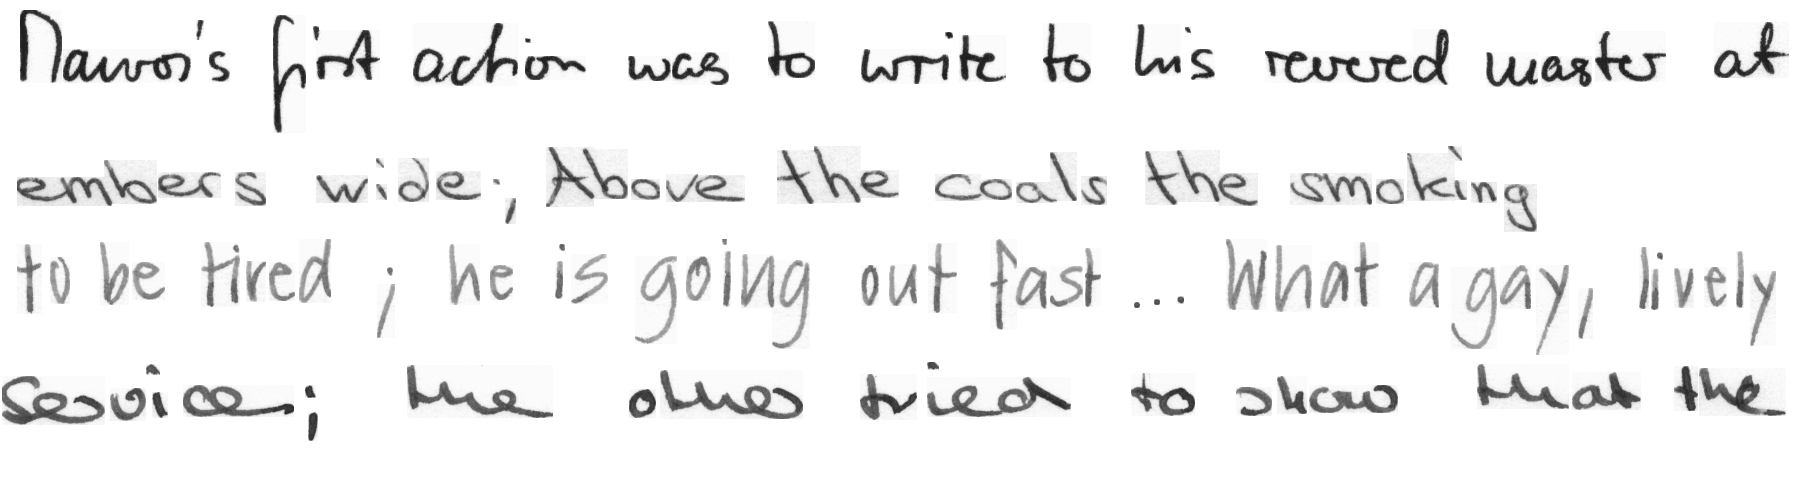 Nawoi's first action was to write to his revered master at
embers wide; Above the coals the smoking
to be tired ; he is going out fast ... What a gay, lively
service; the other tried to show that the